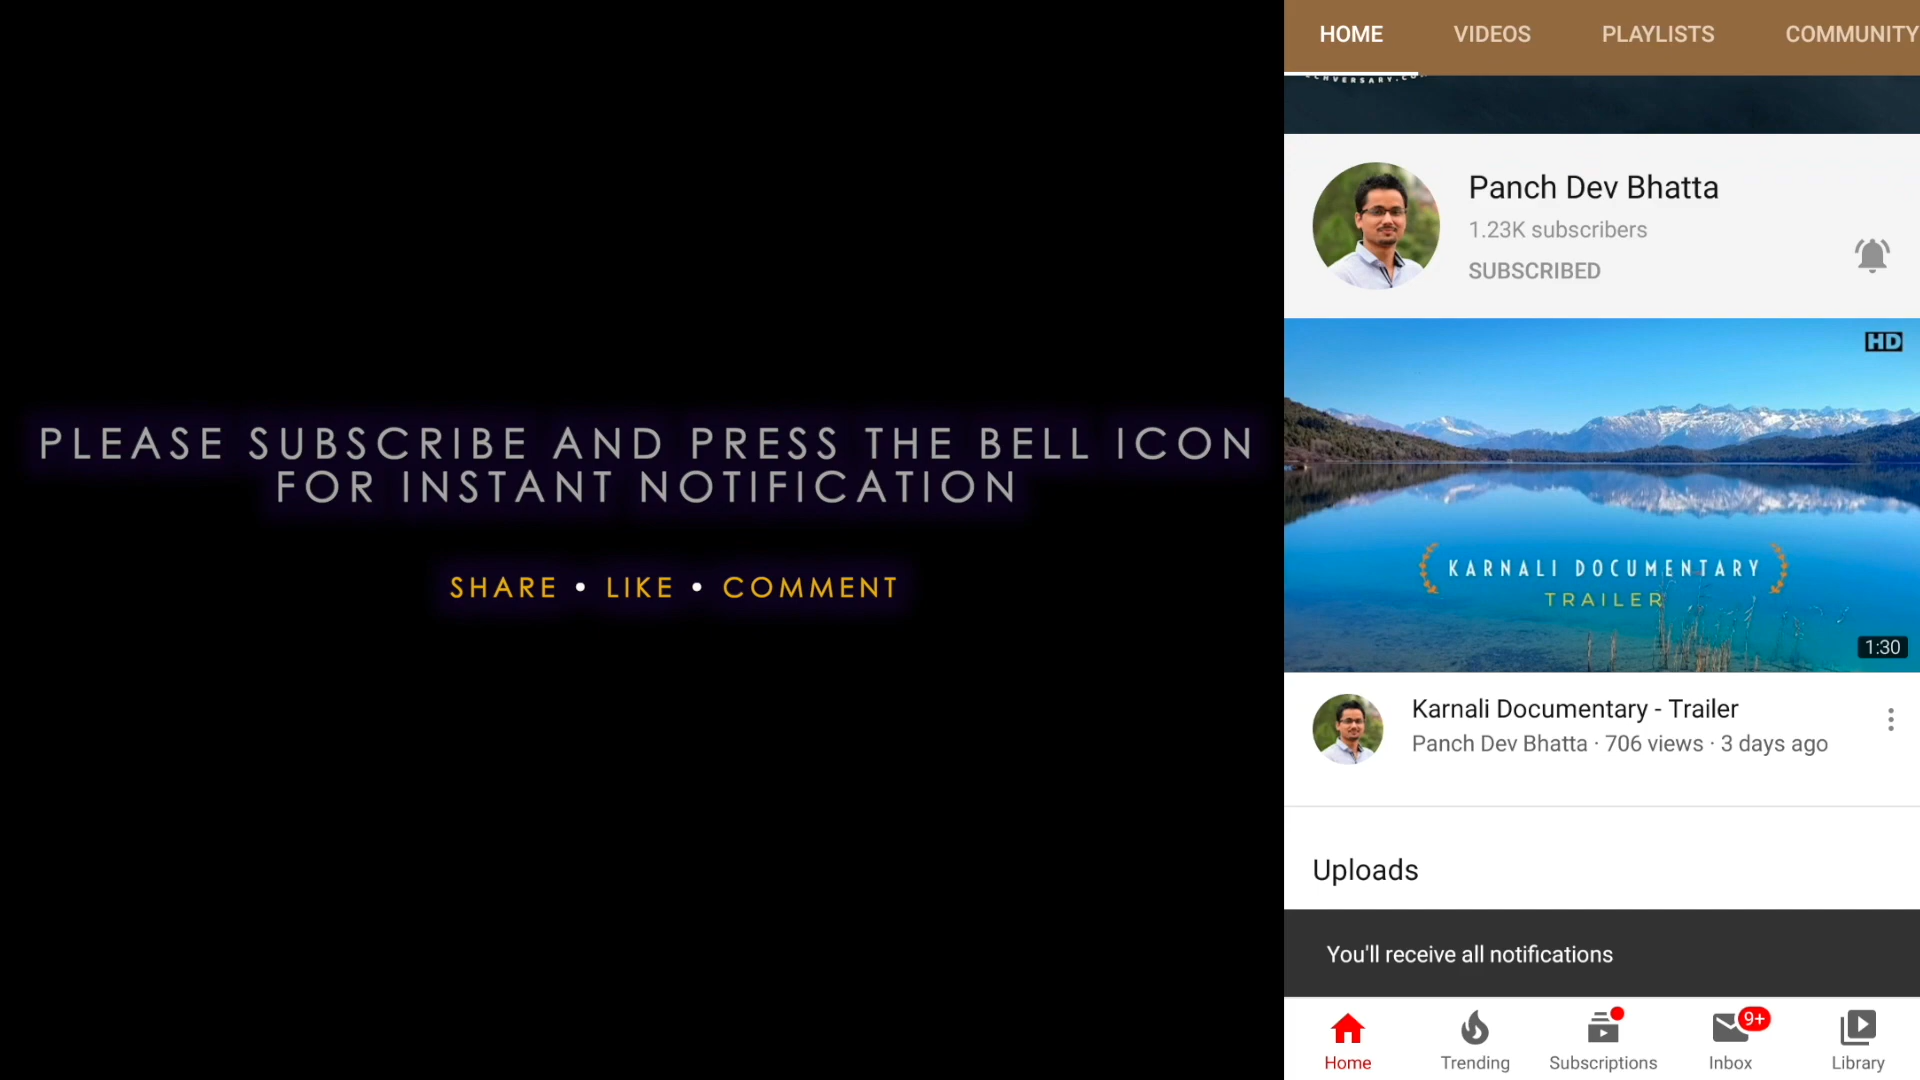 PLEASE SUBSCRIBE AND PRESS THE BELL ICON
FOR INSTANT NOTIFICATION
SHARE • LIKE • COMMENT
HOME VIDEOS PLAYLISTS COMMUNITY
Panch Dev Bhatta
1.23K subscribers
SUBSCRIBED
HD
KARNALI DOCUMENTARY
TRAILER
1:30
Karnali Documentary - Trailer
Panch Dev Bhatta · 706 views · 3 days ago
Uploads
You'll receive all notifications
9+
Home Trending Subscriptions Inbox Library